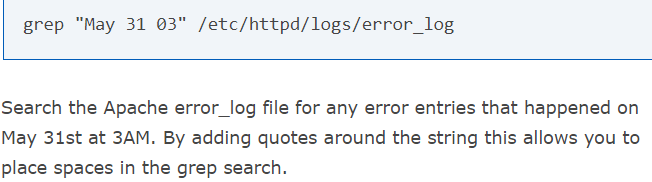 grep "May 31 03" /etc/httpd/logs/error_log
Search the Apache error_log file for any error entries that happened on
May 31st at 3AM. By adding quotes around the string this allows you to
place spaces in the grep search.